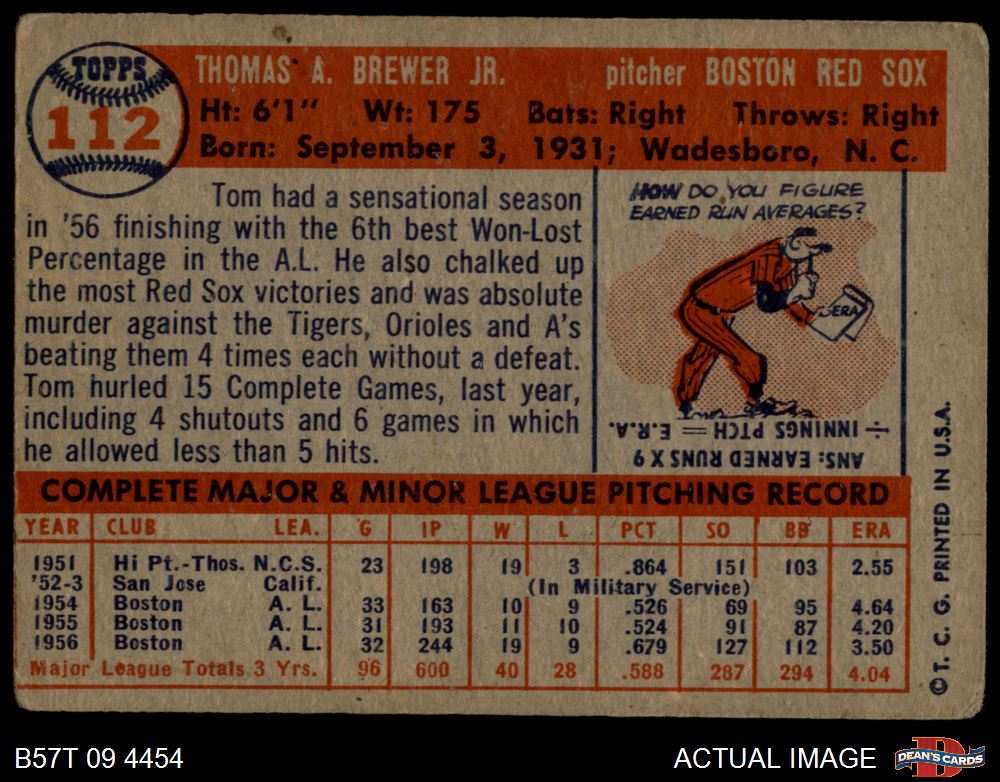 TOPPS
112
THOMAS A. BREWER JR. pitcher BOSTON RED SOX
Ht: 6'1" Wt: 175 Bats: Right Throws: Right
Born: September 3, 1931; Wadesboro, N. C.
Tom had a sensational season
in '56 finishing with the 6th best Won-Lost
Percentage in the A.L. He also chalked up
the most Red Sox victories and was absolute
murder against the Tigers, Orioles and A's
beating them 4 times each without a defeat.
Tom hurled 15 Complete Games, last year,
including 4 shutouts and 6 games in which
he allowed less than 5 hits.
HOW DO YOU FIGURE
EARNED RUN AVERAGES?
ERA
ANS: EARNED RUNS X 9
÷ INNINGS PTCH = E.R.A.
COMPLETE MAJOR & MINOR LEAGUE PITCHING RECORD
YEAR CLUB LEA. G IP W L PCT SO BB ERA
1951 Hi Pt.-Thos. N.C.S. 23 198 19 3 .864 151 103 2.55
'52-3 San Jose Calif. (In Military Service)
1954 Boston A. L. 33 163 10 9 .526 69 95 4.64
1955 Boston A. L. 31 193 11 10 .524 91 87 4.20
1956 Boston A. L. 32 244 19 9 .679 127 112 3.50
Major League Totals 3 Yrs. 96 600 40 28 .588 287 294 4.04
© T. C. G. PRINTED IN U.S.A.
B57T 09 4454
ACTUAL IMAGE
DEAN'S CARDS